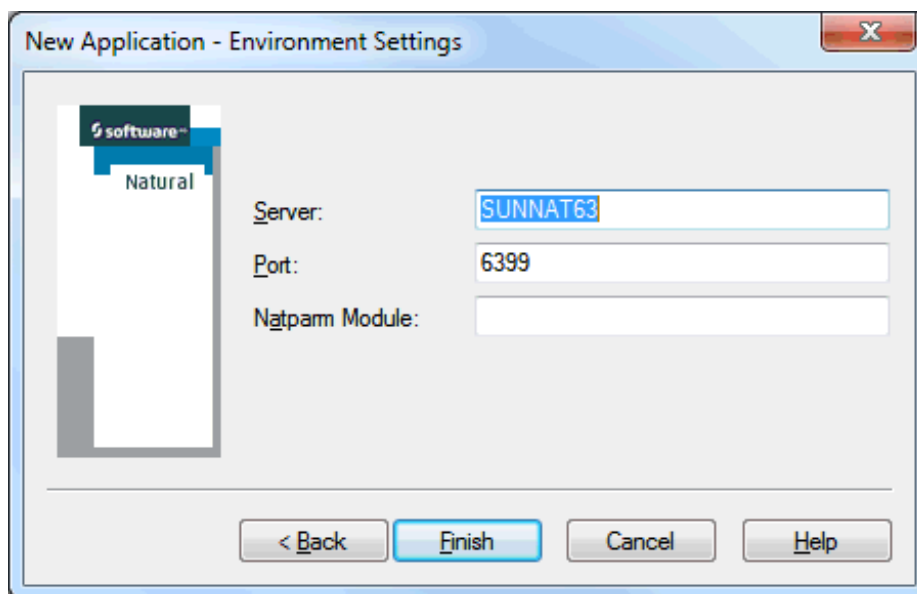 New Application - Environment Settings
software
Natural
Server: SUNNAT63
Port: 6399
Natparm Module:
< Back Finish Cancel Help